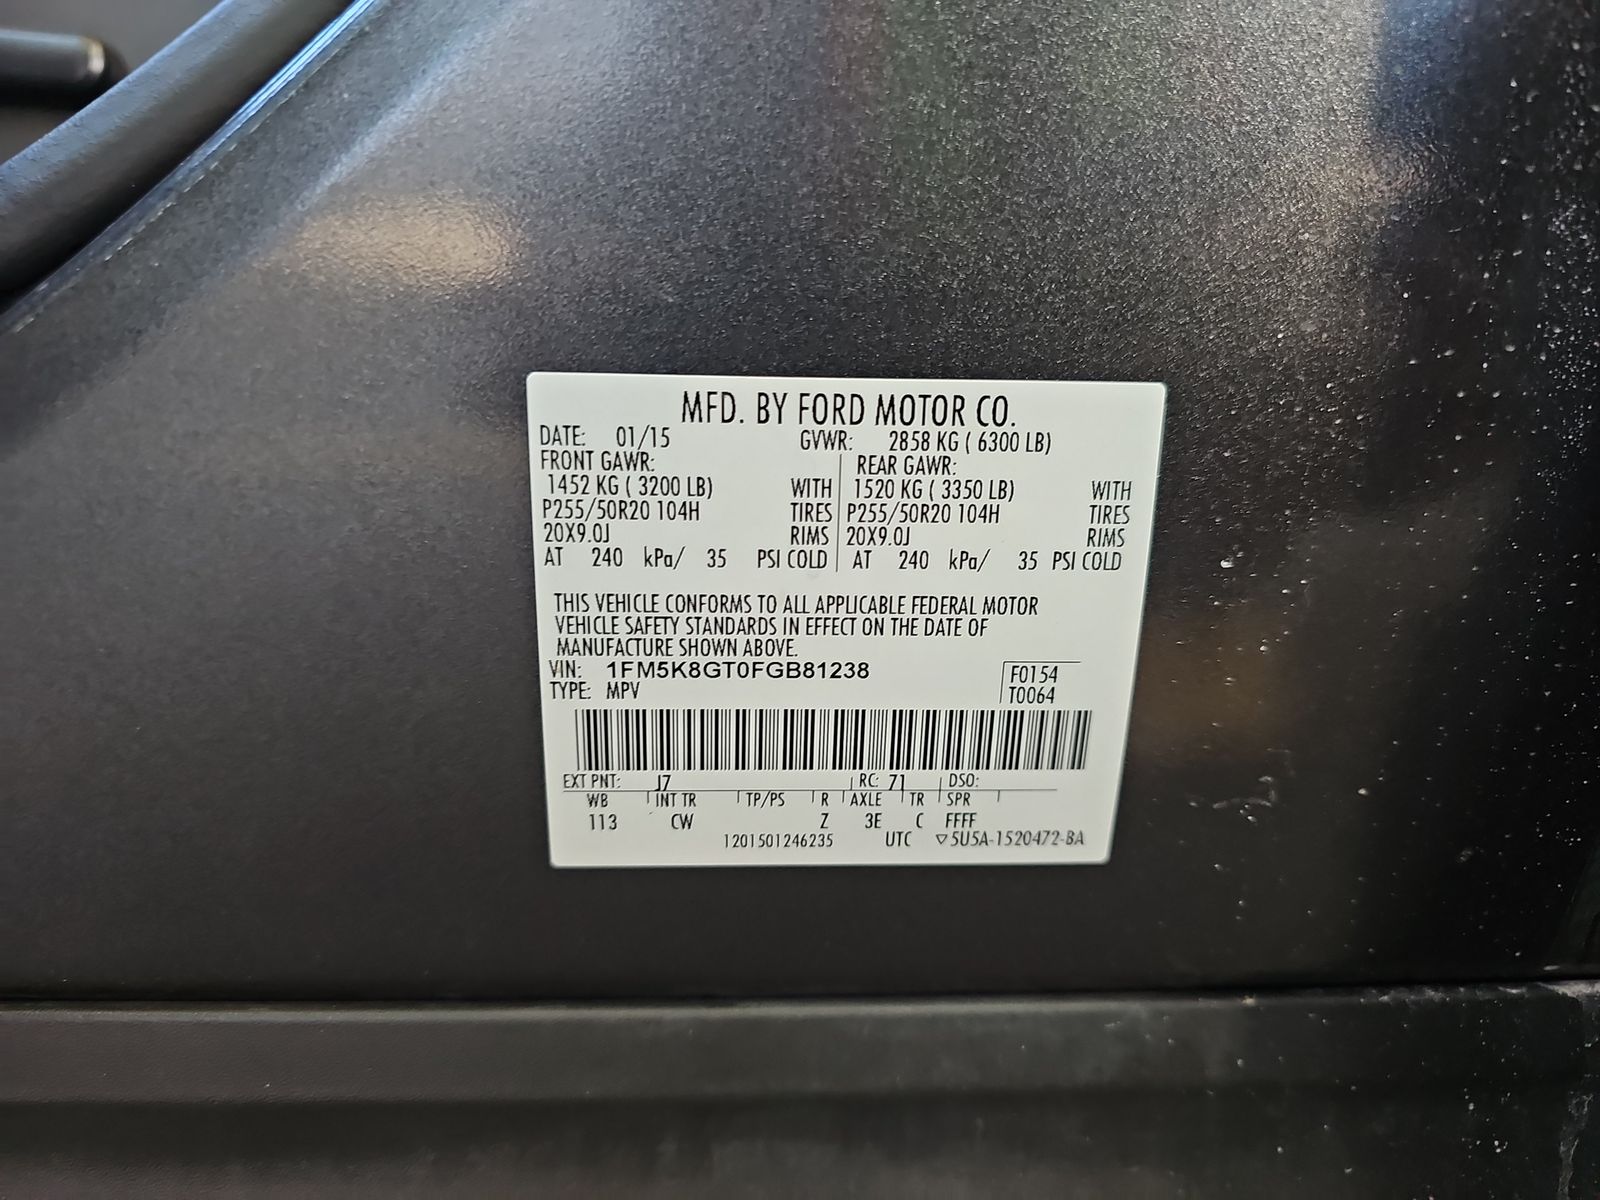 MFD. BY FORD MOTOR CO.
DATE: 01/15 GVWR: 2858 KG ( 6300 LB)
FRONT GAWR: REAR GAWR:
1452 KG ( 3200 LB) WITH 1520 KG ( 3350 LB) WITH
P255/50R20 104H TIRES P255/50R20 104H TIRES
20X9.0J RIMS 20X9.0J RIMS
AT 240 kPa/ 35 PSI COLD AT 240 kPa/ 35 PSI COLD
THIS VEHICLE CONFORMS TO ALL APPLICABLE FEDERAL MOTOR
VEHICLE SAFETY STANDARDS IN EFFECT ON THE DATE OF
MANUFACTURE SHOWN ABOVE.
VIN: 1FM5K8GT0FGB81238 F0154
TYPE: MPV T0064
EXT PNT: J7 RC: 71 DSO:
WB INT TR TP/PS R AXLE TR SPR
113 CW Z 3E C FFFF
1201501246235 UTC ▽5U5A-1520472-BA